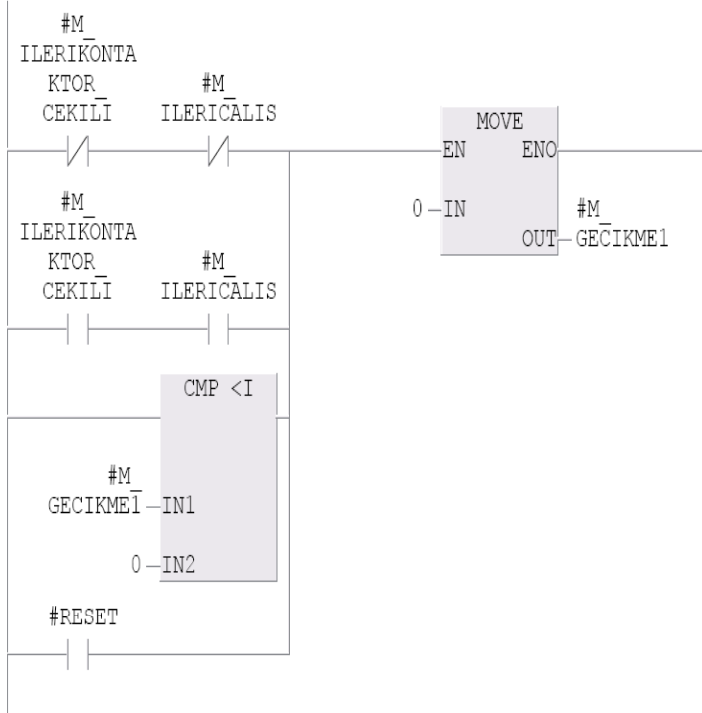 #M_
ILERIKONTA
KTOR_
CEKILI
#M_
ILERICALIS
MOVE
EN ENO
0 IN
#M_
OUT GECIKME1
#M_
ILERIKONTA
KTOR_
CEKILI
#M_
ILERICALIS
CMP <I
#M_
GECIKME1 IN1
0 IN2
#RESET